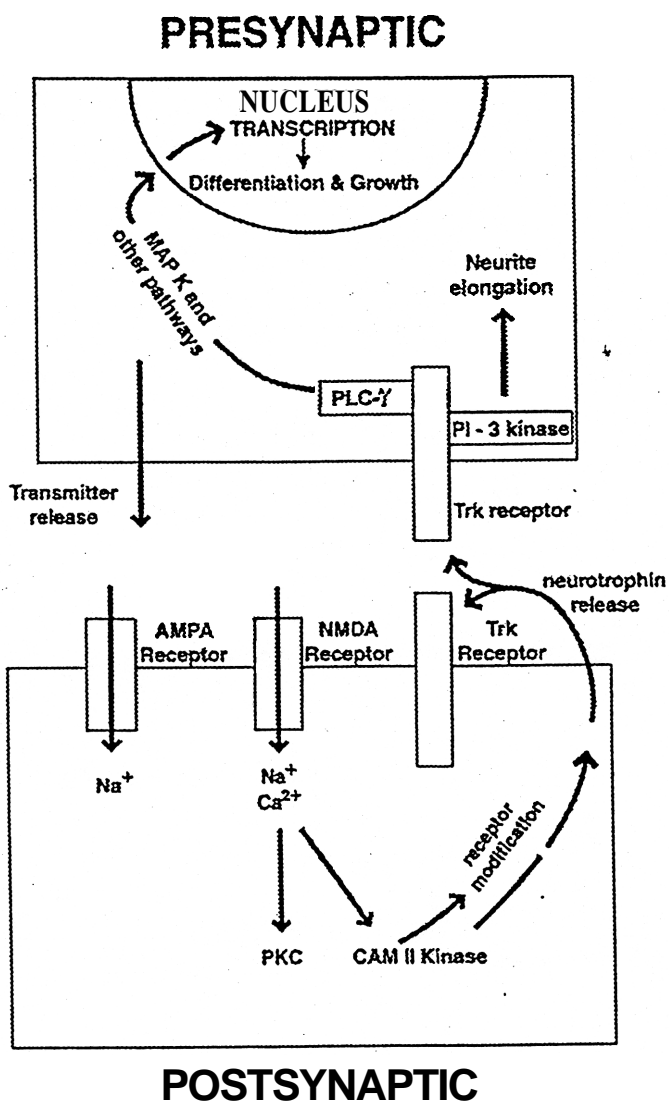 PRESYNAPTIC
NUCLEUS
TRANSCRIPTION
Differentiation & Growth
MAP K and
other pathways
Neurite
elongation
PLC-γ
PI - 3 kinase
Transmitter
release
Trk receptor
neurotrophin
release
AMPA
Receptor
NMDA
Receptor
Trk
Receptor
Na+
Na+
Ca2+
receptor
moditication
PKC
CAM II Kinase
POSTSYNAPTIC